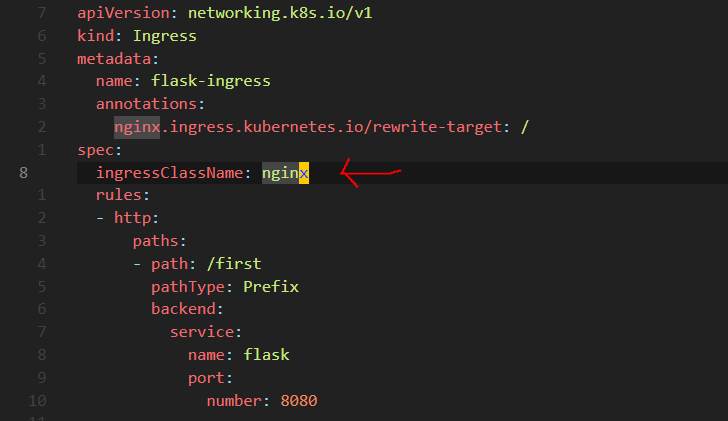 7 apiVersion: networking.k8s.io/v1
6 kind: Ingress
5 metadata:
4   name: flask-ingress
3   annotations:
2     nginx.ingress.kubernetes.io/rewrite-target: /
1 spec:
8   ingressClassName: nginx
1   rules:
2   - http:
3       paths:
4       - path: /first
5         pathType: Prefix
6         backend:
7           service:
8             name: flask
9             port:
10               number: 8080
11